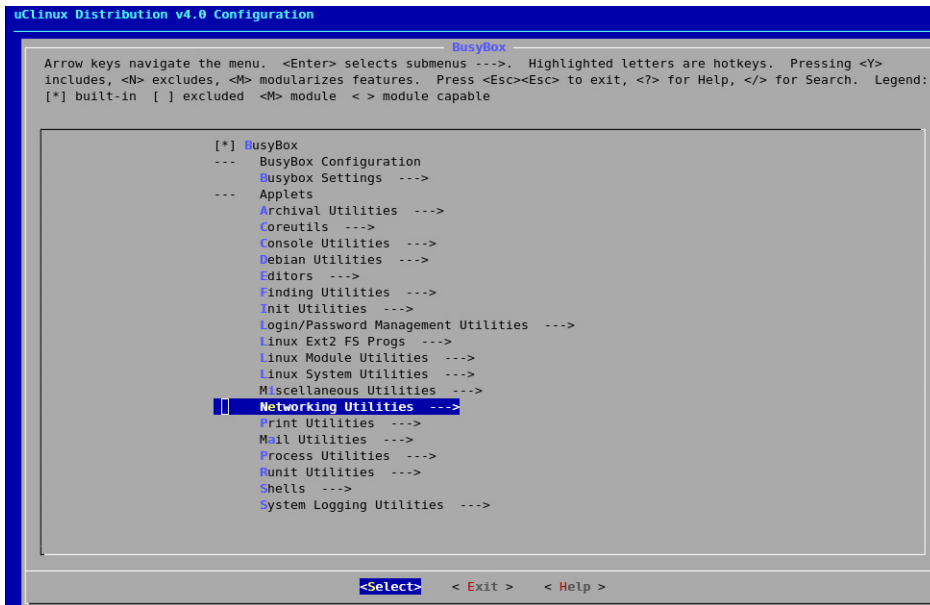 uClinux Distribution v4.0 Configuration
BusyBox
Arrow keys navigate the menu.  <Enter> selects submenus --->.  Highlighted letters are hotkeys.  Pressing <Y>
includes, <N> excludes, <M> modularizes features.  Press <Esc><Esc> to exit, <?> for Help, </> for Search.  Legend:
[*] built-in  [ ] excluded  <M> module  < > module capable
[*] BusyBox
---   BusyBox Configuration
Busybox Settings  --->
---   Applets
Archival Utilities  --->
Coreutils  --->
Console Utilities  --->
Debian Utilities  --->
Editors  --->
Finding Utilities  --->
Init Utilities  --->
Login/Password Management Utilities  --->
Linux Ext2 FS Progs  --->
Linux Module Utilities  --->
Linux System Utilities  --->
Miscellaneous Utilities  --->
Networking Utilities  --->
Print Utilities  --->
Mail Utilities  --->
Process Utilities  --->
Runit Utilities  --->
Shells  --->
System Logging Utilities  --->
<Select>    < Exit >    < Help >